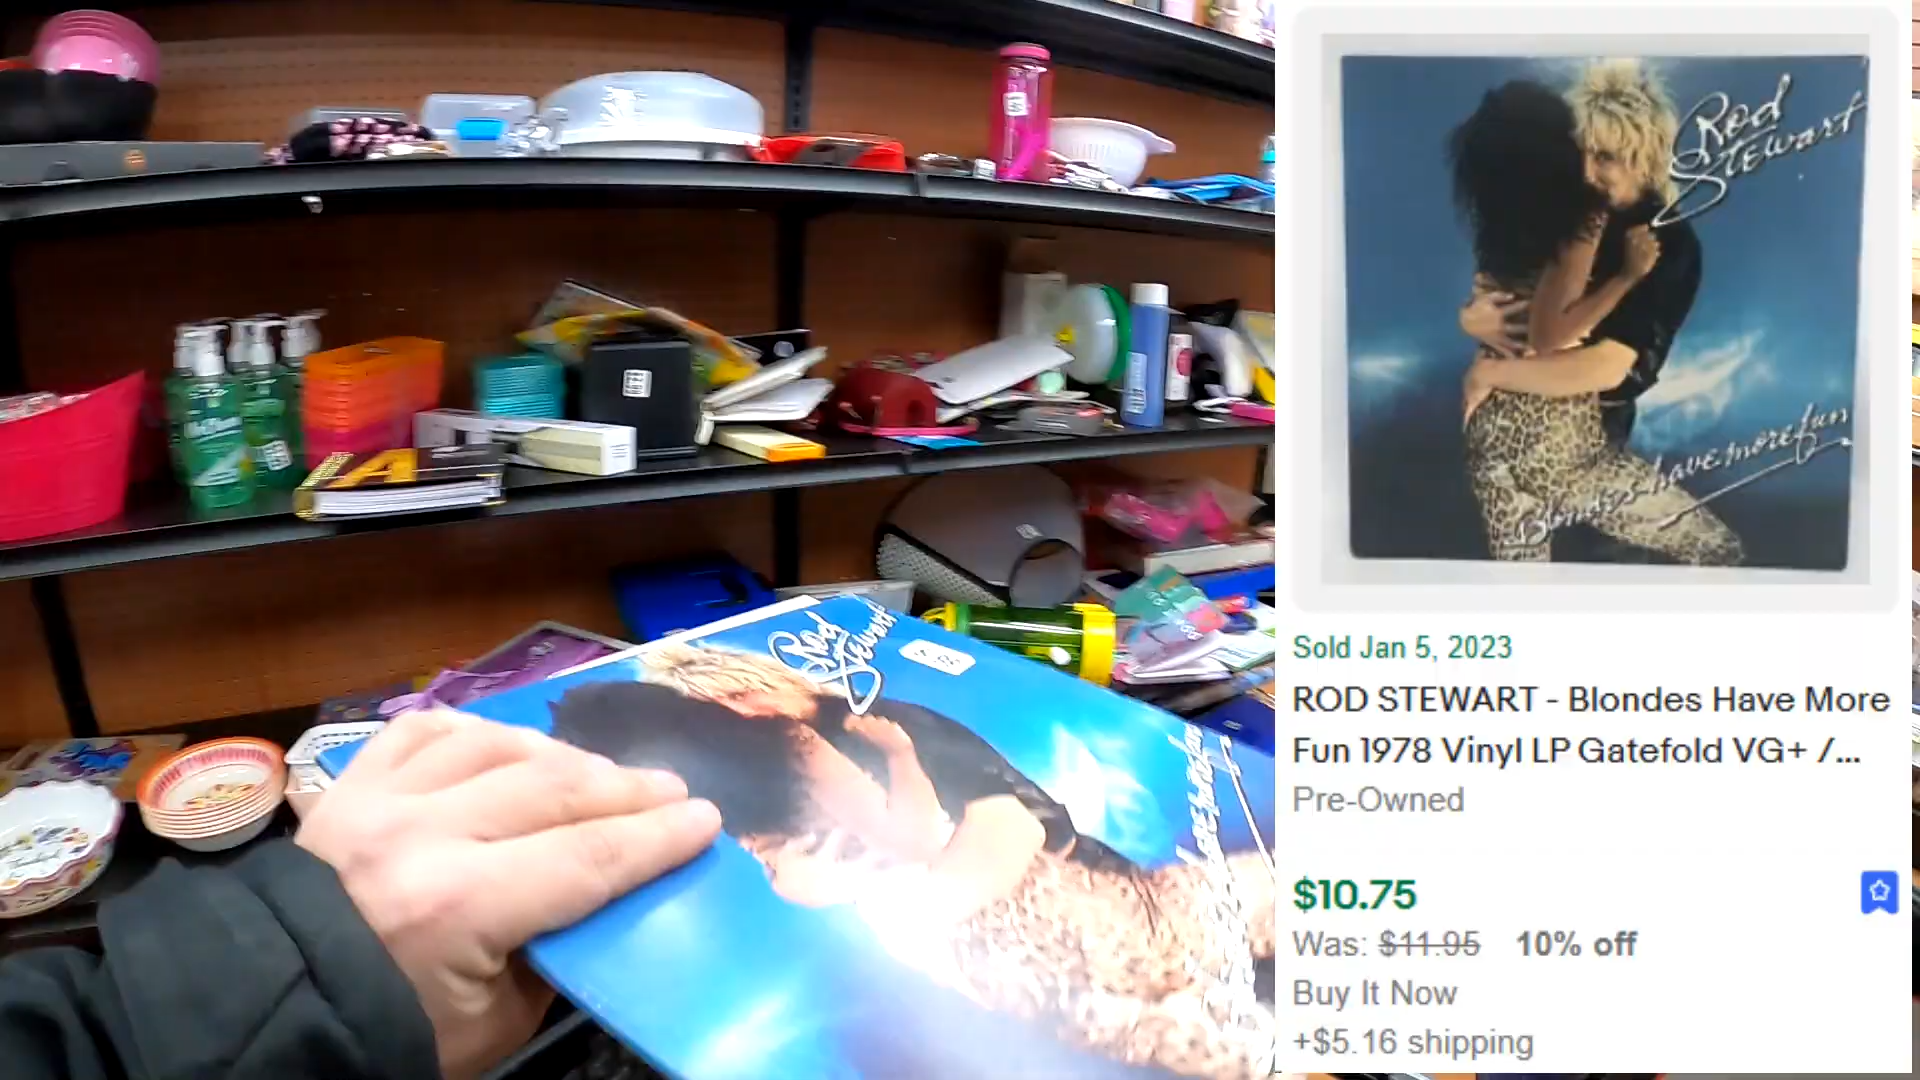 Rod
Stewart
Rod
Stewart
Blondes have more fun
Sold Jan 5, 2023
ROD STEWART - Blondes Have More
Fun 1978 Vinyl LP Gatefold VG+ /...
Pre-Owned
$10.75
Was: $11.95 10% off
Buy It Now
+$5.16 shipping